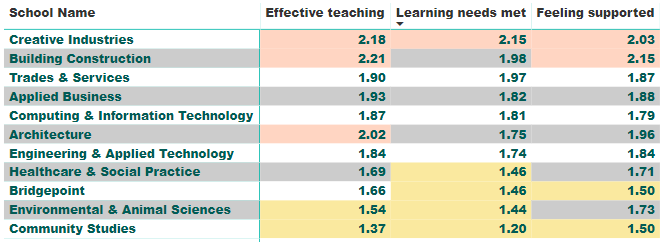 School Name Effective teaching Learning needs met Feeling supported
Creative Industries 2.18 2.15 2.03
Building Construction 2.21 1.98 2.15
Trades & Services 1.90 1.97 1.87
Applied Business 1.93 1.82 1.88
Computing & Information Technology 1.87 1.81 1.79
Architecture 2.02 1.75 1.96
Engineering & Applied Technology 1.84 1.74 1.84
Healthcare & Social Practice 1.69 1.46 1.71
Bridgepoint 1.66 1.46 1.50
Environmental & Animal Sciences 1.54 1.44 1.73
Community Studies 1.37 1.20 1.50